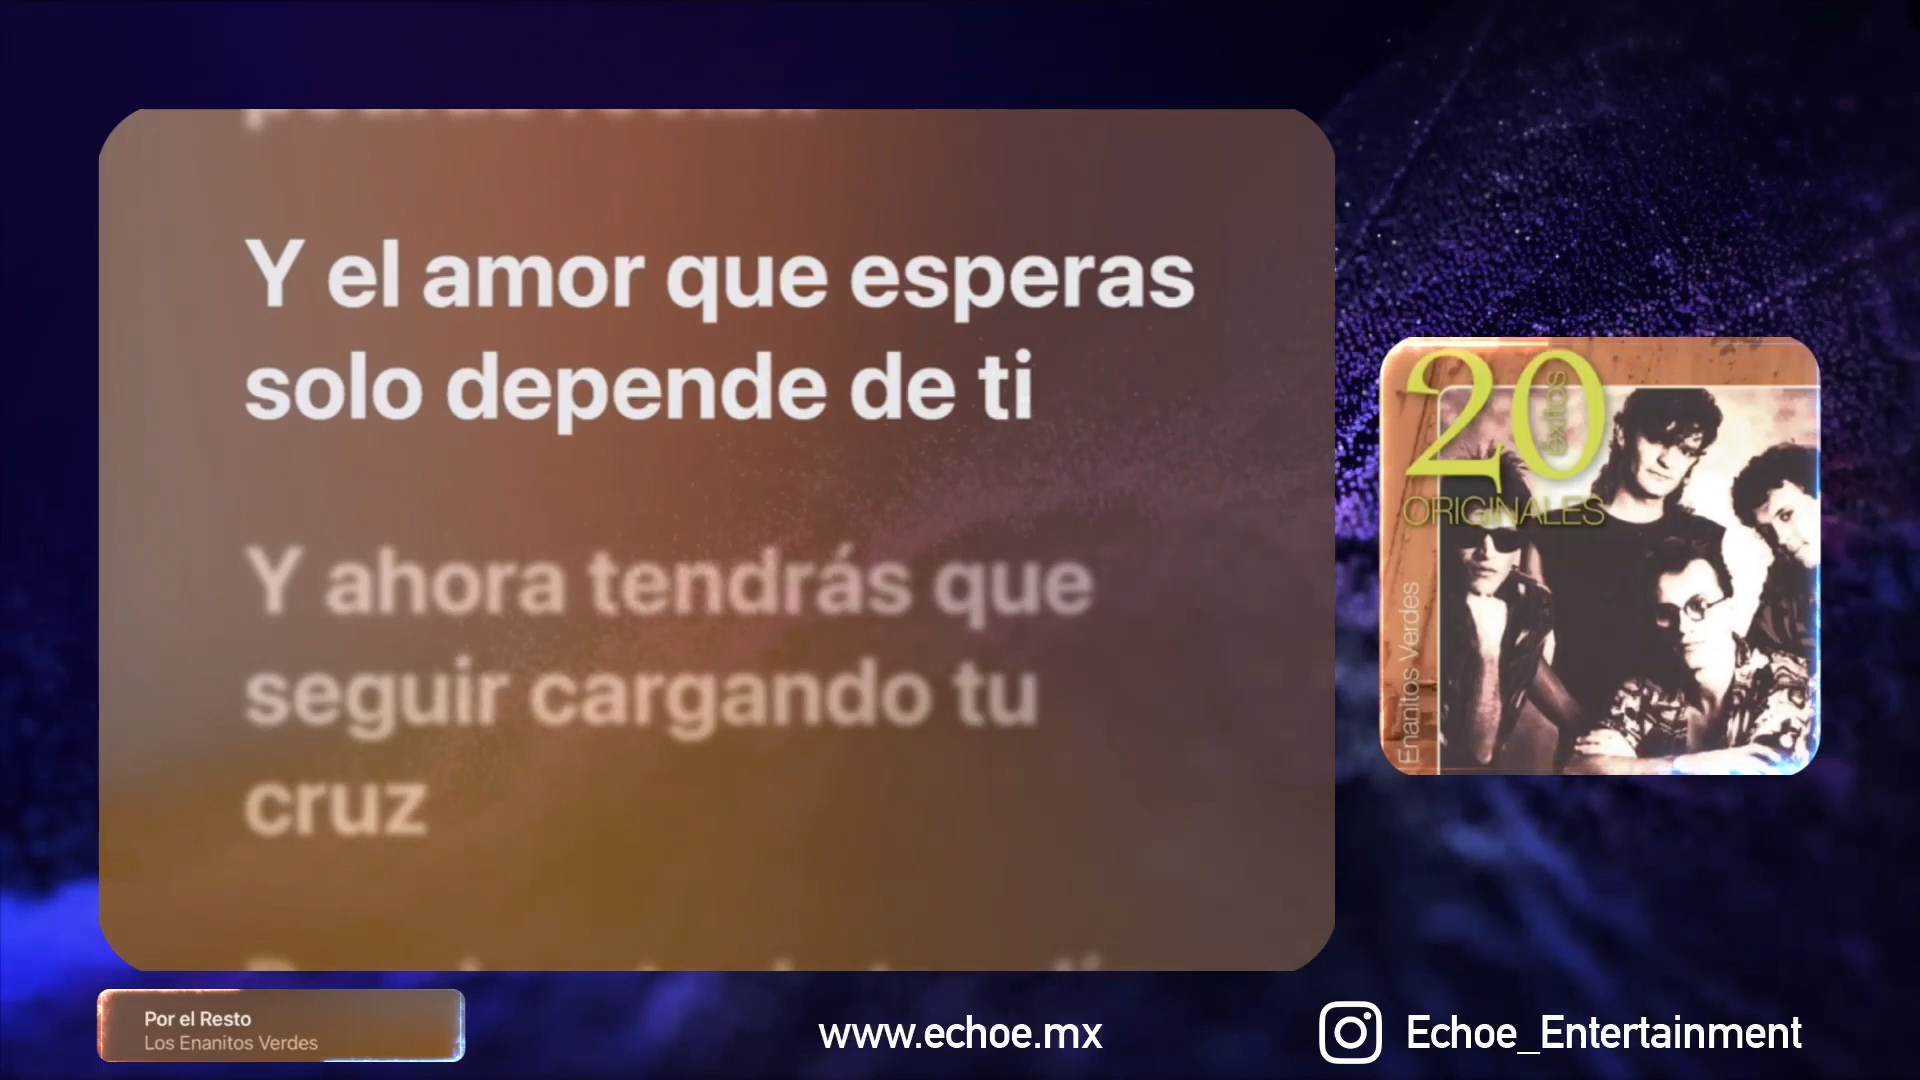 Y el amor que esperas
solo depende de ti
Y ahora tendrás que
seguir cargando tu
cruz
20
éxitos
ORIGINALES
Enanitos Verdes
Por el Resto
Los Enanitos Verdes
www.echoe.mx
Echoe_Entertainment